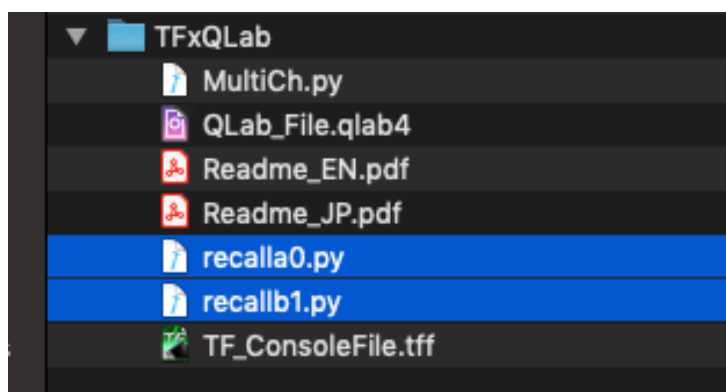 TFxQLab
MultiCh.py
QLab_File.qlab4
Readme_EN.pdf
Readme_JP.pdf
recalla0.py
recallb1.py
TF_ConsoleFile.tff